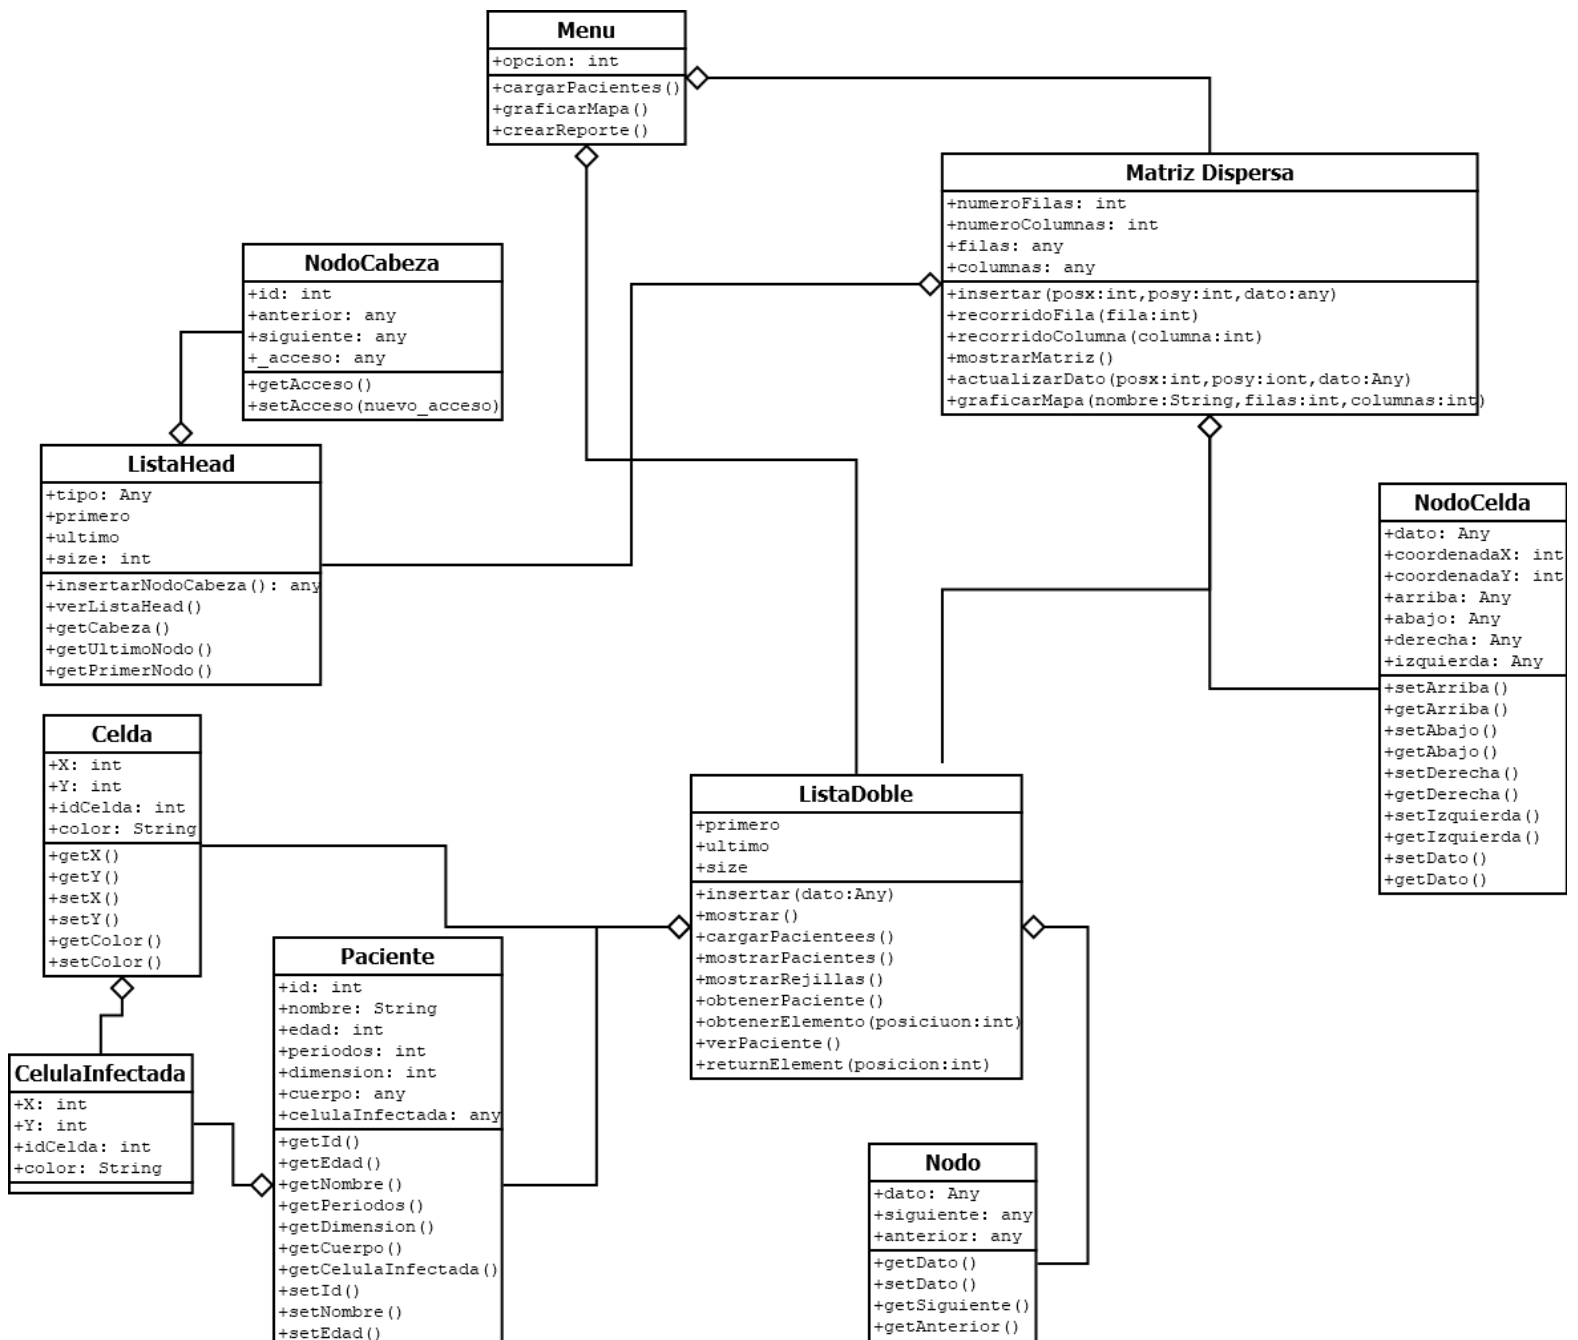 Menu
+opcion: int
+cargarPacientes()
+graficarMapa()
+crearReporte()
Matriz Dispersa
+numeroFilas: int
+numeroColumnas: int
+filas: any
+columnas: any
+insertar(posx:int,posy:int,dato:any)
+recorridoFila(fila:int)
+recorridoColumna(columna:int)
+mostrarMatriz()
+actualizarDato(posx:int,posy:iont,dato:Any)
+graficarMapa(nombre:String,filas:int,columnas:int)
NodoCabeza
+id: int
+anterior: any
+siguiente: any
+_acceso: any
+getAcceso()
+setAcceso(nuevo_acceso)
ListaHead
+tipo: Any
+primero
+ultimo
+size: int
+insertarNodoCabeza(): any
+verListaHead()
+getCabeza()
+getUltimoNodo()
+getPrimerNodo()
NodoCelda
+dato: Any
+coordenadaX: int
+coordenadaY: int
+arriba: Any
+abajo: Any
+derecha: Any
+izquierda: Any
+setArriba()
+getArriba()
+setAbajo()
+getAbajo()
+setDerecha()
+getDerecha()
+setIzquierda()
+getIzquierda()
+setDato()
+getDato()
Celda
+X: int
+Y: int
+idCelda: int
+color: String
+getX()
+getY()
+setX()
+setY()
+getColor()
+setColor()
ListaDoble
+primero
+ultimo
+size
+insertar(dato:Any)
+mostrar()
+cargarPacientees()
+mostrarPacientes()
+mostrarRejillas()
+obtenerPaciente()
+obtenerElemento(posiciuon:int)
+verPaciente()
+returnElement(posicion:int)
Paciente
+id: int
+nombre: String
+edad: int
+periodos: int
+dimension: int
+cuerpo: any
+celulaInfectada: any
+getId()
+getEdad()
+getNombre()
+getPeriodos()
+getDimension()
+getCuerpo()
+getCelulaInfectada()
+setId()
+setNombre()
+setEdad()
CelulaInfectada
+X: int
+Y: int
+idCelda: int
+color: String
Nodo
+dato: Any
+siguiente: any
+anterior: any
+getDato()
+setDato()
+getSiguiente()
+getAnterior()